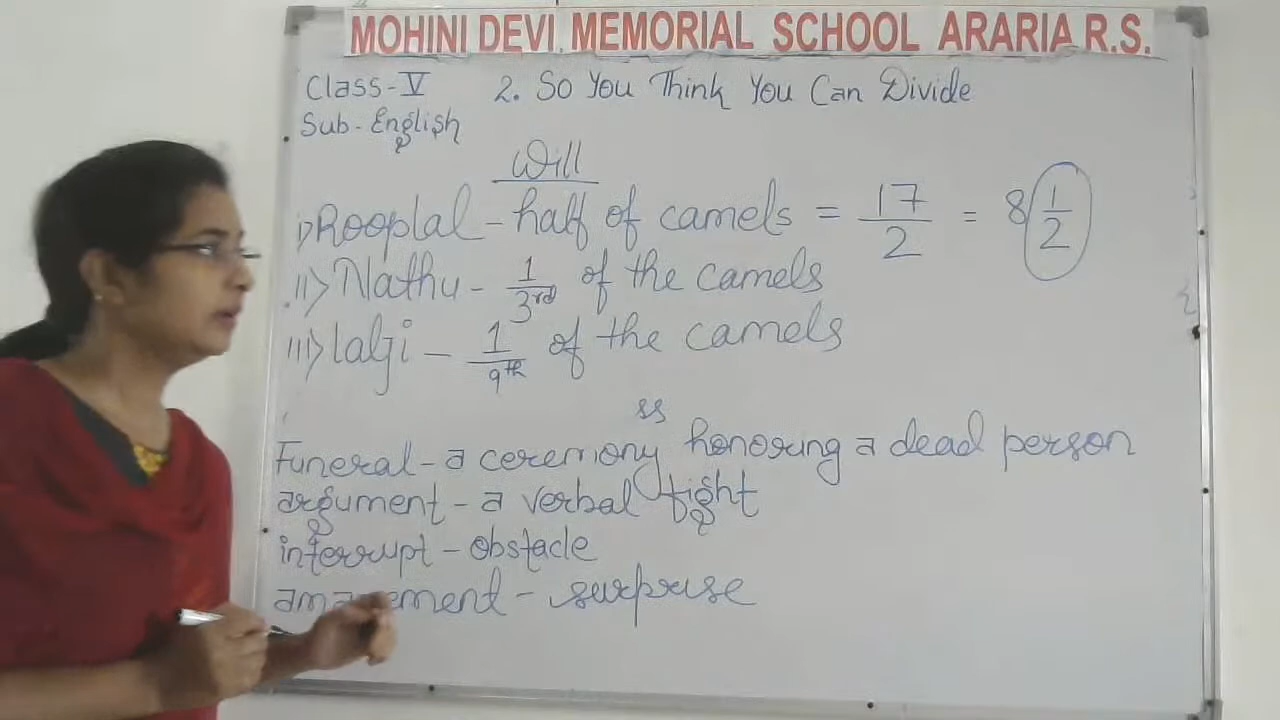 MOHINI DEVI MEMORIAL SCHOOL ARARIA R.S.
Class-V 2. So You Think You Can Divide
Sub-English
Will
i) Rooplal - half of camels = 17/2 = 8 1/2
ii) Nathu - 1/3rd of the camels
iii) Lalji - 1/9th of the camels
Funeral - a ceremony honoring a dead person
argument - a verbal fight
interrupt - obstacle
amazement - surprise